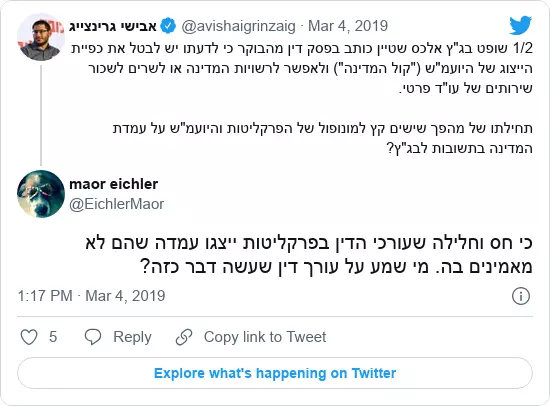 אבישי גרינצייג @avishaigrinzaig · Mar 4, 2019
1/2 שופט בג"ץ אלכס שטיין כותב בפסק דין מהבוקר כי לדעתו יש לבטל את כפיית
הייצוג של היועמ"ש ("קול המדינה") ולאפשר לרשויות המדינה או לשרים לשכור
שירותים של עו"ד פרטי.
תחילתו של מהפך שישים קץ למונופול של הפרקליטות והיועמ"ש על עמדת
המדינה בתשובות לבג"ץ?
maor eichler
@EichlerMaor
כי חס וחלילה שעורכי הדין בפרקליטות ייצגו עמדה שהם לא
מאמינים בה. מי שמע על עורך דין שעשה דבר כזה?
1:17 PM · Mar 4, 2019
5 Reply Copy link to Tweet
Explore what's happening on Twitter